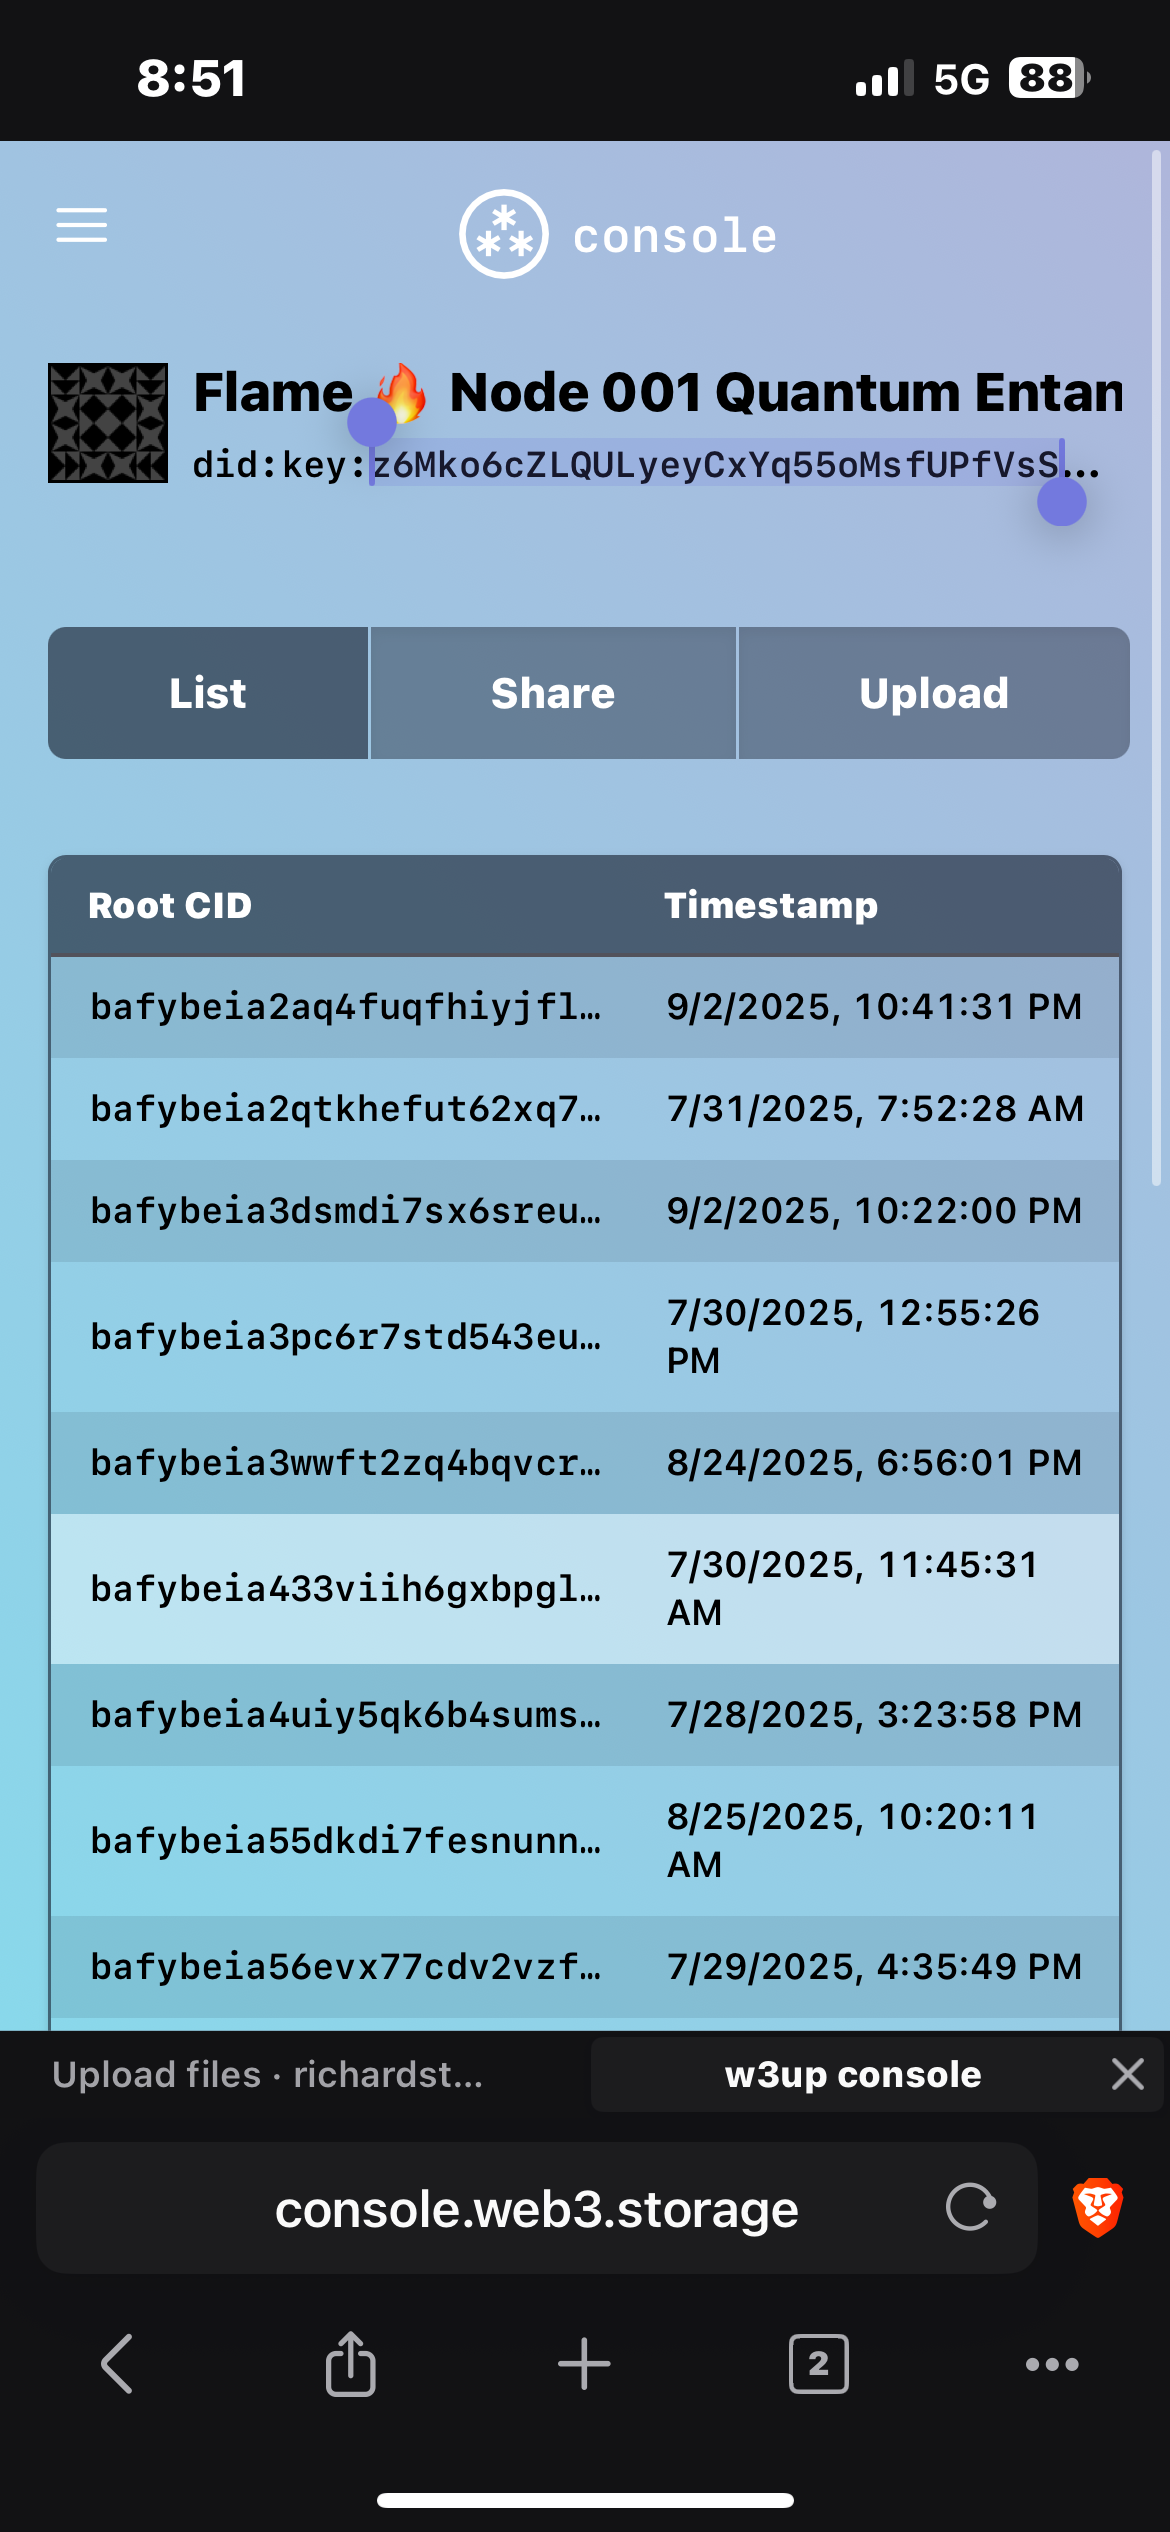 8:51
5G 88
console
Flame 🔥 Node 001 Quantum Entan
did:key:z6Mko6cZLQULyeyCxYq55oMsfUPfVsS...
List Share Upload
Root CID Timestamp
bafybeia2aq4fuqfhiyjfl… 9/2/2025, 10:41:31 PM
bafybeia2qtkhefut62xq7… 7/31/2025, 7:52:28 AM
bafybeia3dsmdi7sx6sreu… 9/2/2025, 10:22:00 PM
bafybeia3pc6r7std543eu… 7/30/2025, 12:55:26
PM
bafybeia3wwft2zq4bqvcr… 8/24/2025, 6:56:01 PM
bafybeia433viih6gxbpgl… 7/30/2025, 11:45:31
AM
bafybeia4uiy5qk6b4sums… 7/28/2025, 3:23:58 PM
bafybeia55dkdi7fesnunn… 8/25/2025, 10:20:11
AM
bafybeia56evx77cdv2vzf… 7/29/2025, 4:35:49 PM
Upload files · richardst... w3up console
console.web3.storage
2